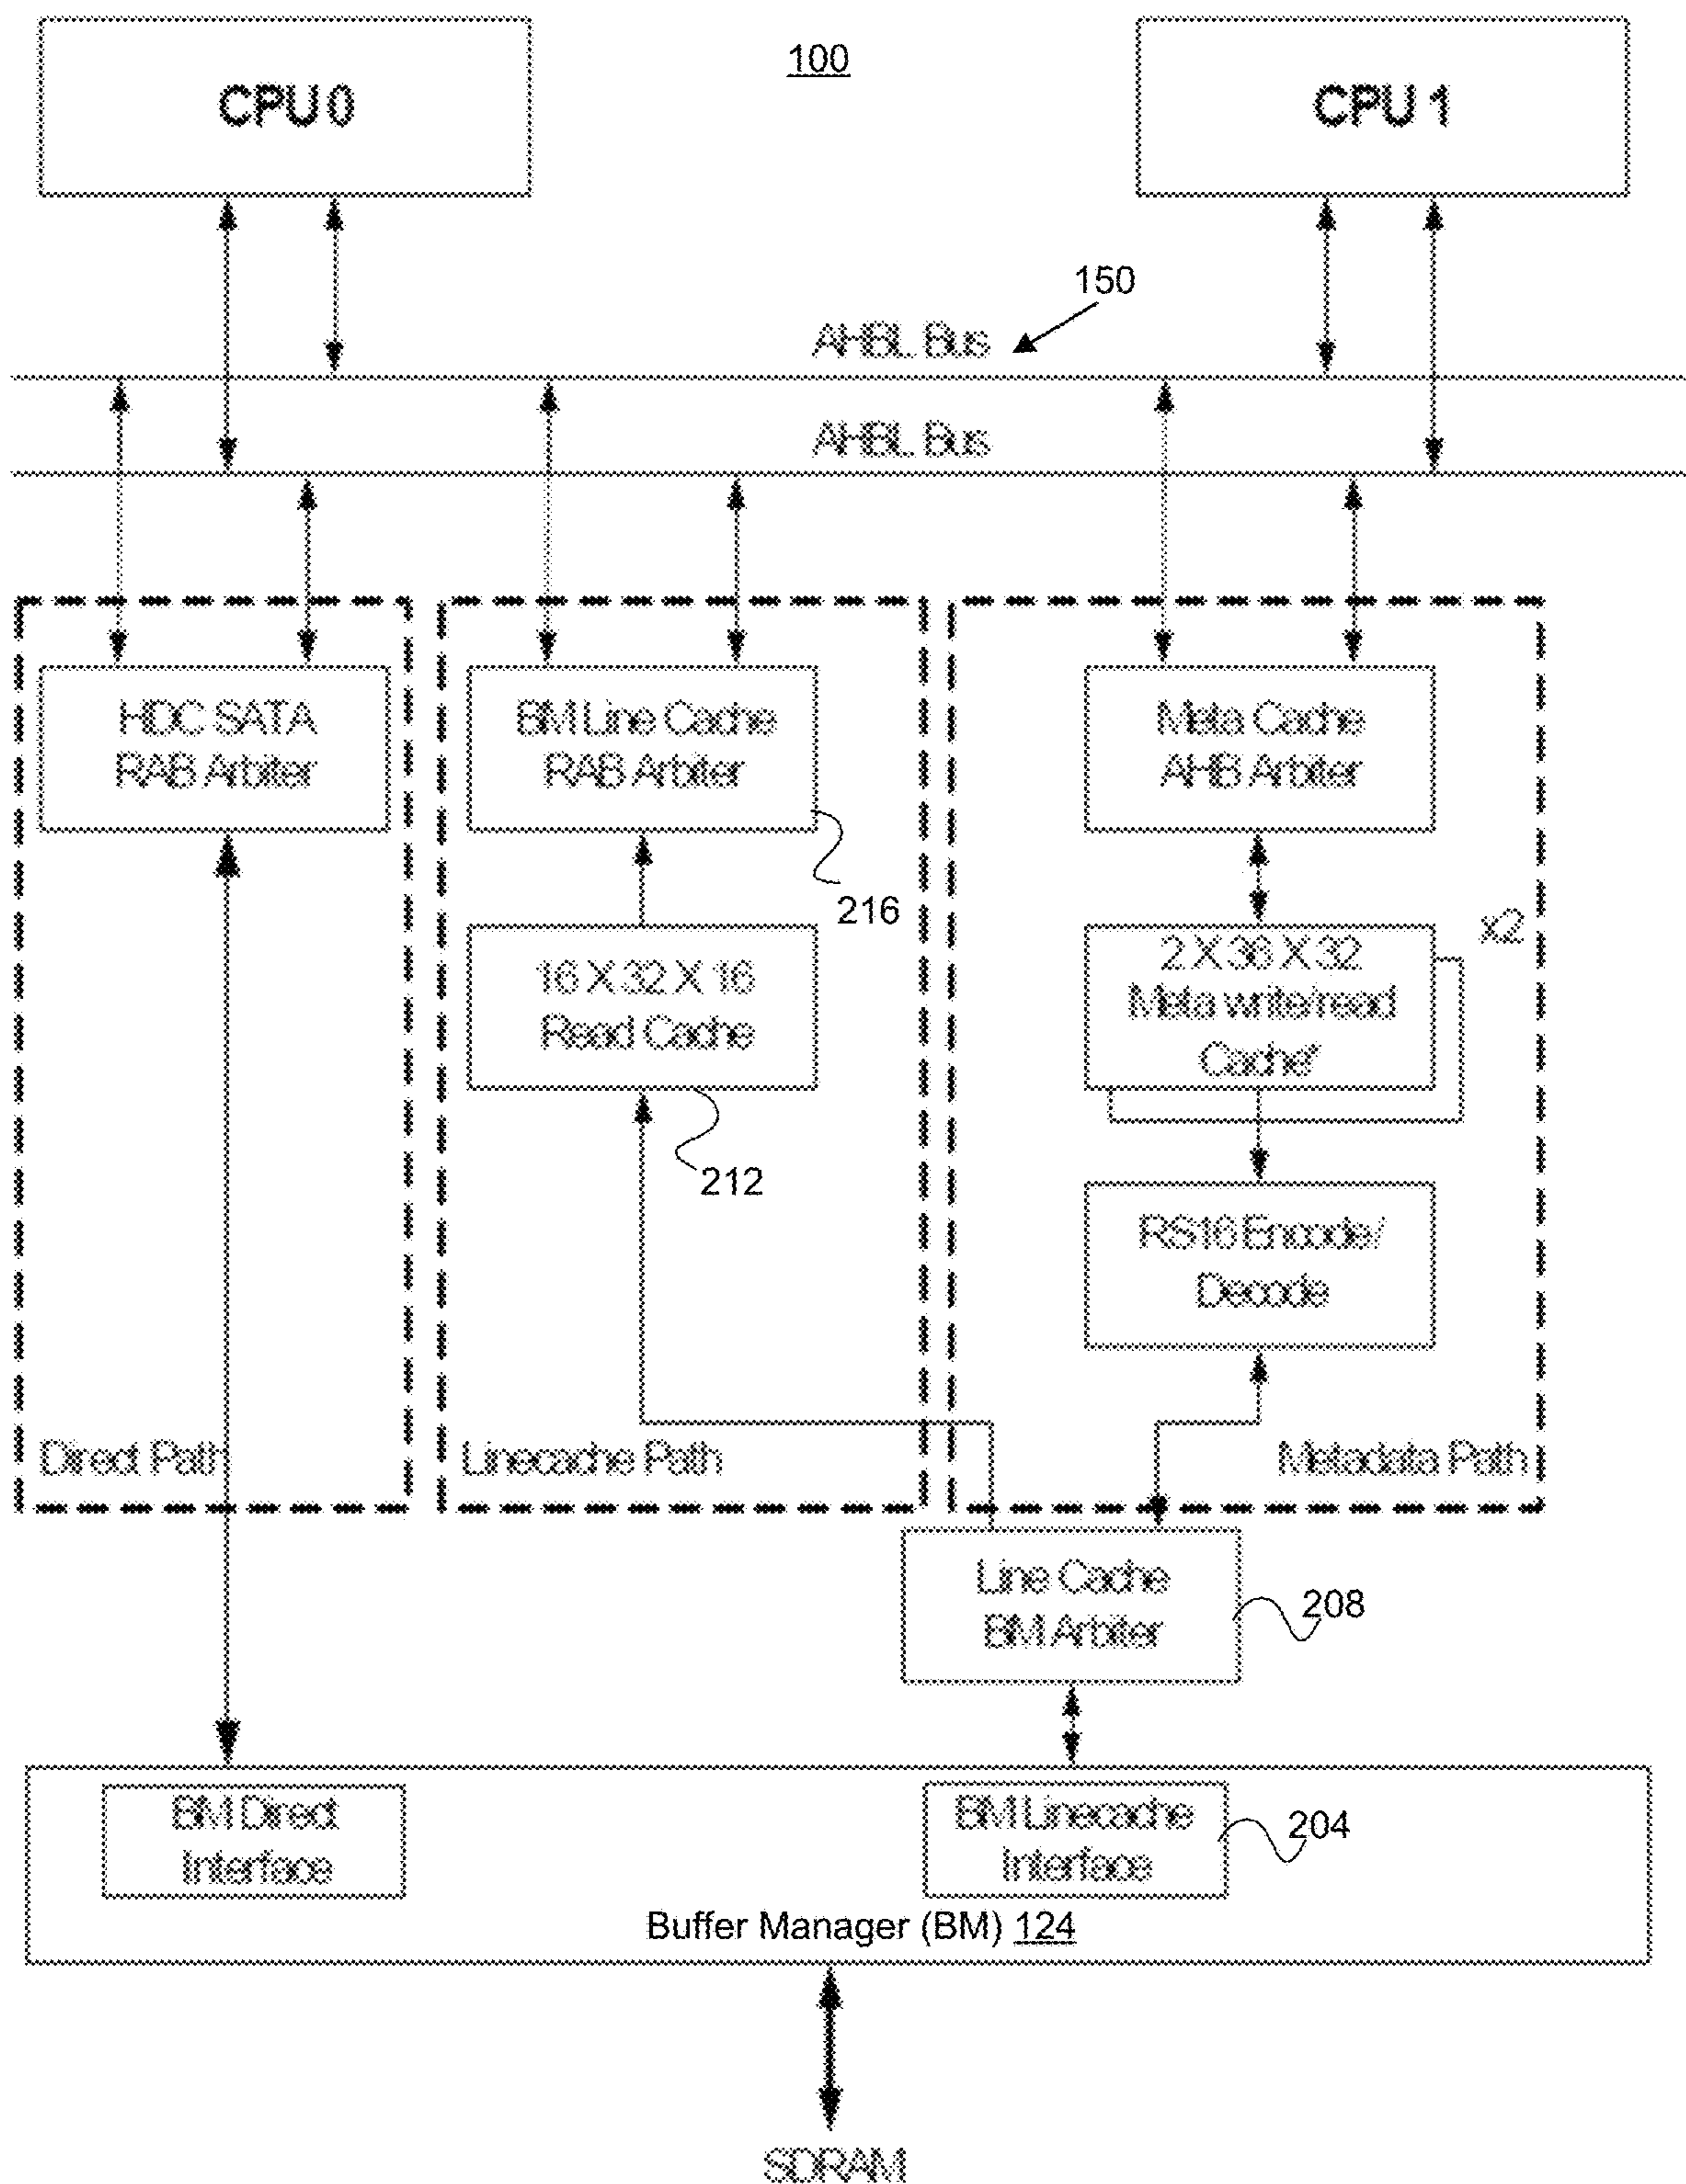 CPU 0
100
CPU 1
150
AHBL Bus
AHBL Bus
HDC SATA
RAB Arbiter
BM Line Cache
RAB Arbiter
Meta Cache
AHB Arbiter
216
x2
16 X 32 X 16
Read Cache
2 X 36 X 32
Meta write/read
Cache*
212
RS16 Encode/
Decode
Direct Path
Linecache Path
Metadata Path
Line Cache
BM Arbiter
208
BM Direct
Interface
BM Linecache
Interface
204
Buffer Manager (BM) 124
SDRAM